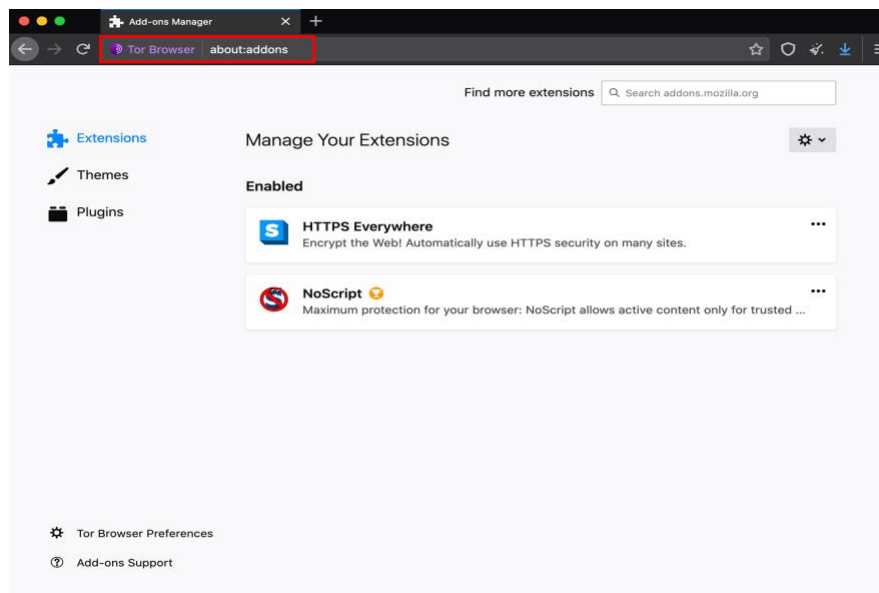 Add-ons Manager
Tor Browser about:addons
Find more extensions Search addons.mozilla.org
Extensions
Manage Your Extensions
Themes
Enabled
Plugins
HTTPS Everywhere
Encrypt the Web! Automatically use HTTPS security on many sites.
NoScript
Maximum protection for your browser: NoScript allows active content only for trusted ...
Tor Browser Preferences
Add-ons Support